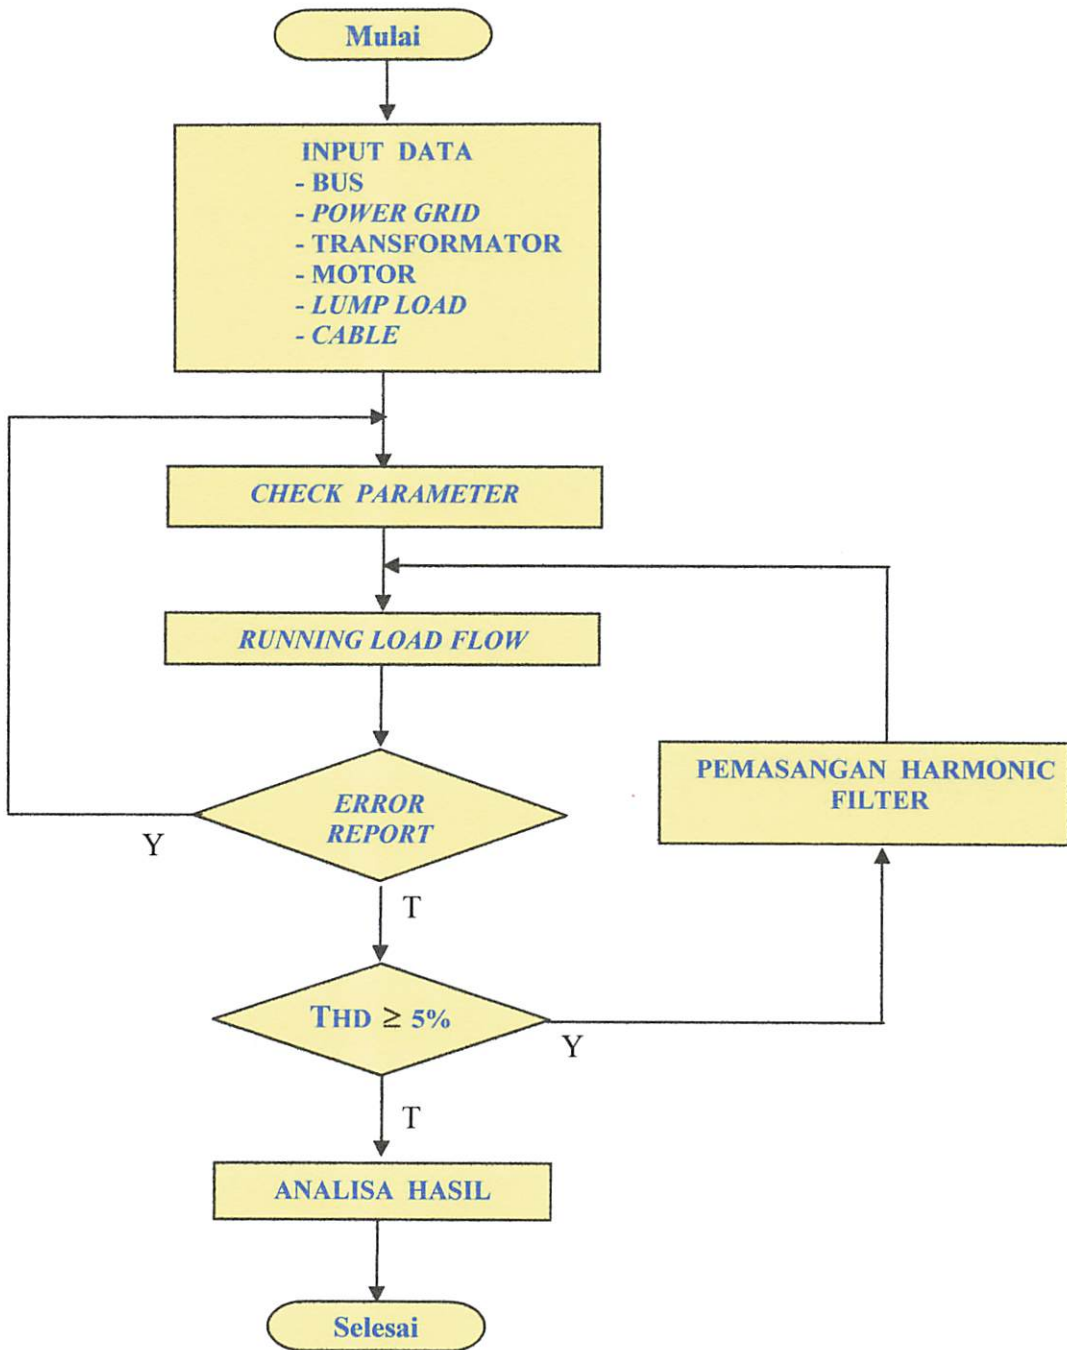 Mulai
INPUT DATA
- BUS
- POWER GRID
- TRANSFORMATOR
- MOTOR
- LUMP LOAD
- CABLE
CHECK PARAMETER
RUNNING LOAD FLOW
PEMASANGAN HARMONIC
FILTER
ERROR
REPORT
Y
T
THD ≥ 5%
Y
T
ANALISA HASIL
Selesai